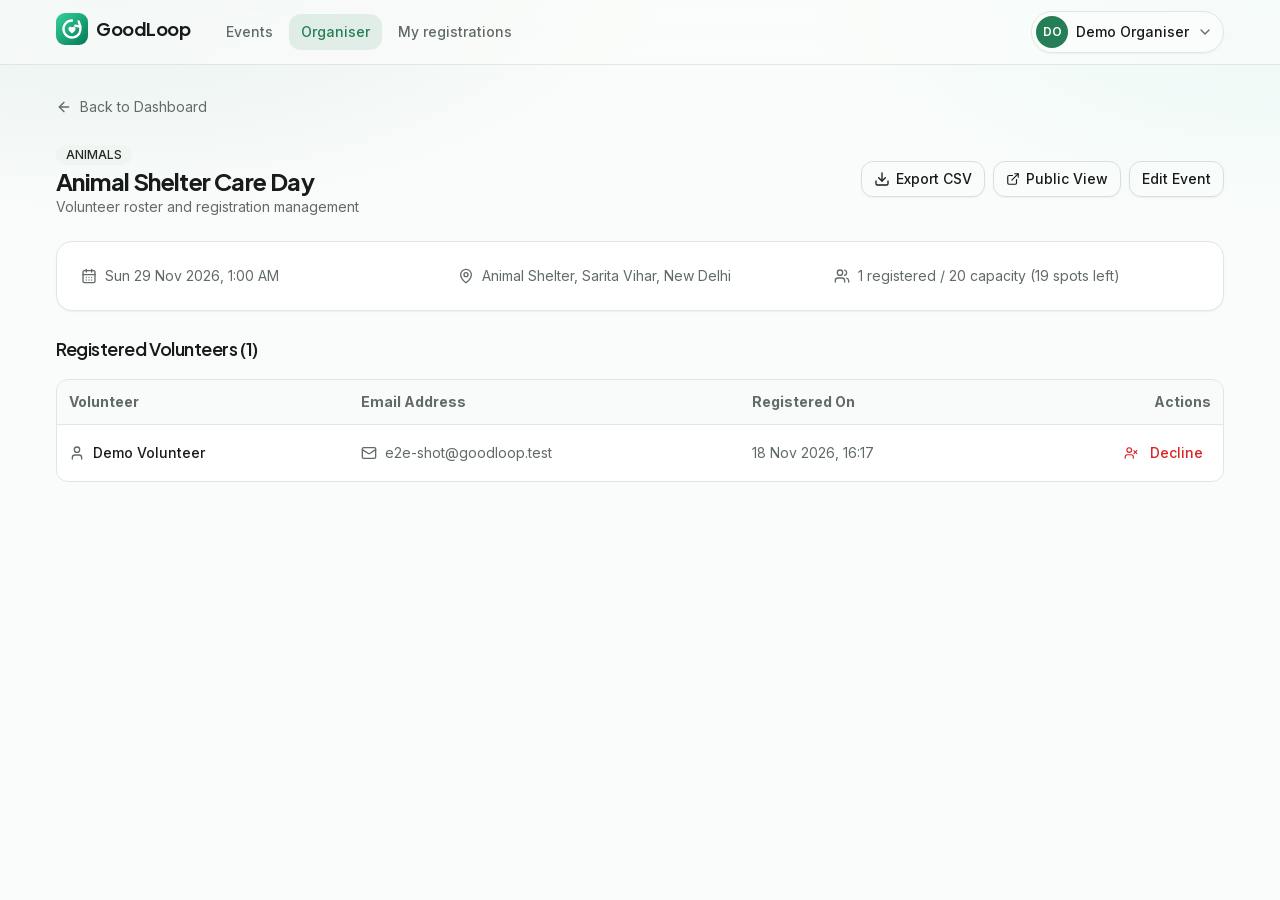 GoodLoop
Events
Organiser
My registrations
DO
Demo Organiser
Back to Dashboard
ANIMALS
Animal Shelter Care Day
Volunteer roster and registration management
Export CSV
Public View
Edit Event
Sun 29 Nov 2026, 1:00 AM
Animal Shelter, Sarita Vihar, New Delhi
1 registered / 20 capacity (19 spots left)
Registered Volunteers (1)
Volunteer
Email Address
Registered On
Actions
Demo Volunteer
e2e-shot@goodloop.test
18 Nov 2026, 16:17
Decline